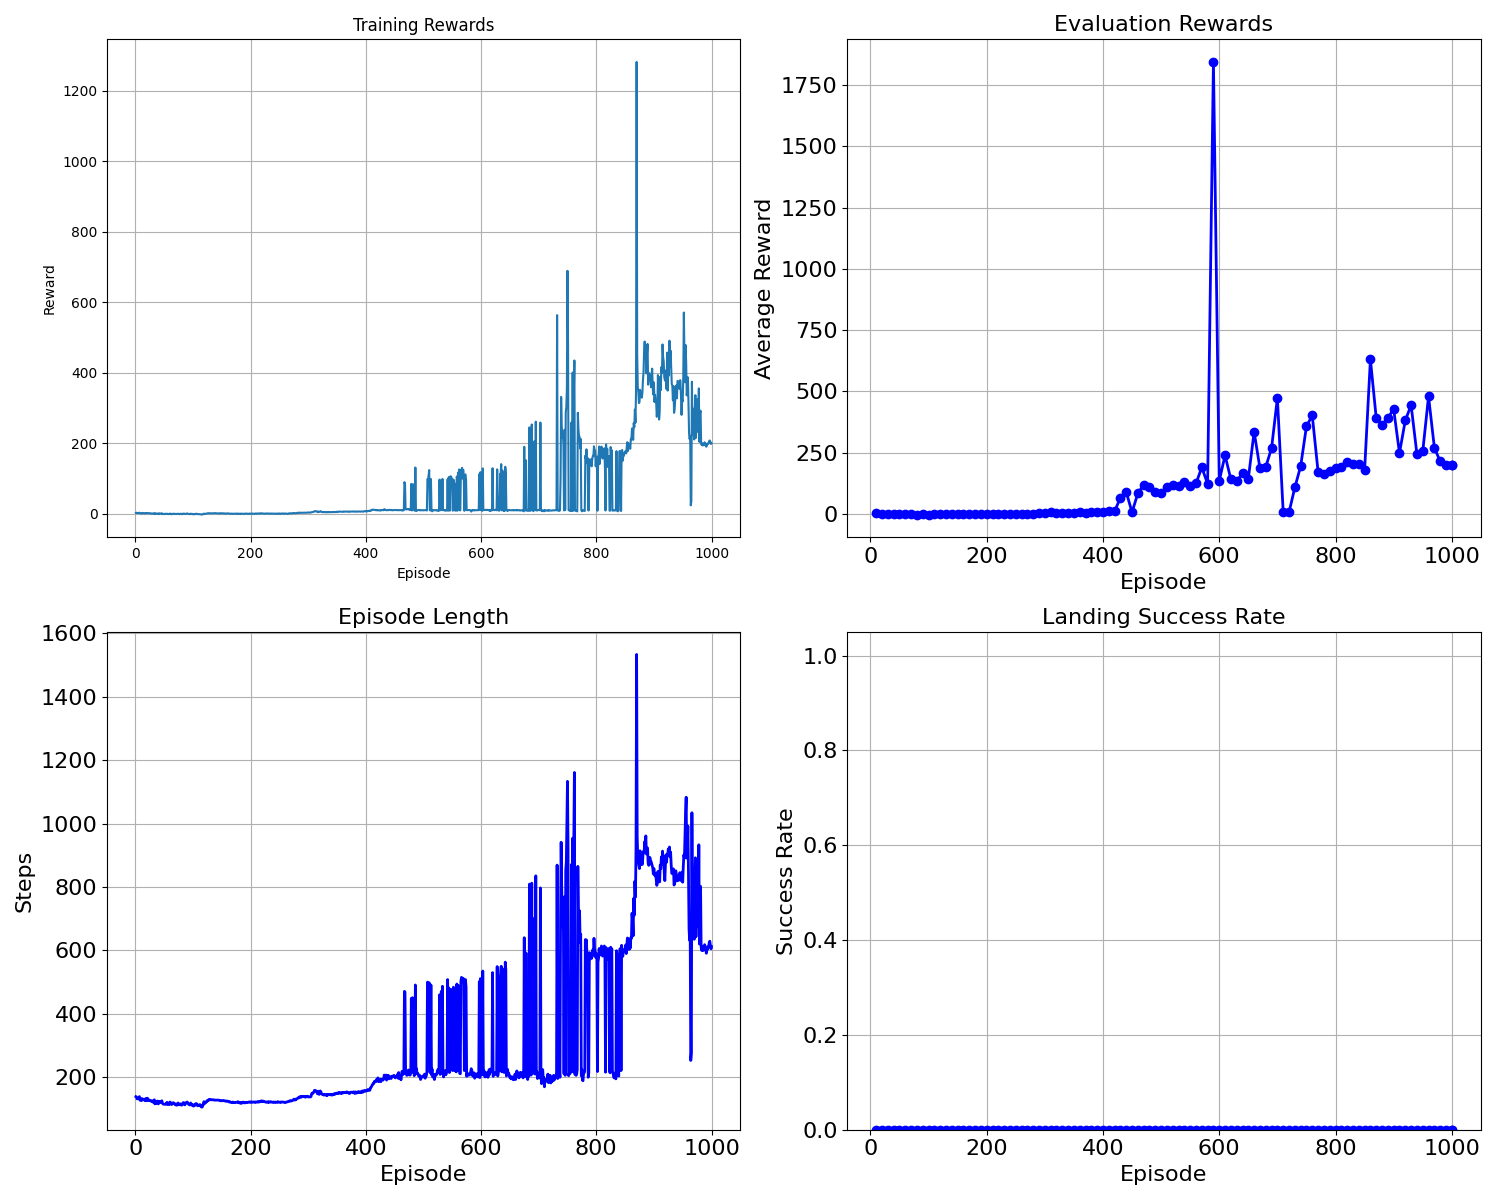 Training Rewards
Reward
1200
1000
800
600
400
200
0
0 200 400 600 800 1000
Episode
Evaluation Rewards
Average Reward
1750
1500
1250
1000
750
500
250
0
0 200 400 600 800 1000
Episode
Episode Length
Steps
1600
1400
1200
1000
800
600
400
200
0 200 400 600 800 1000
Episode
Landing Success Rate
Success Rate
1.0
0.8
0.6
0.4
0.2
0.0
0 200 400 600 800 1000
Episode